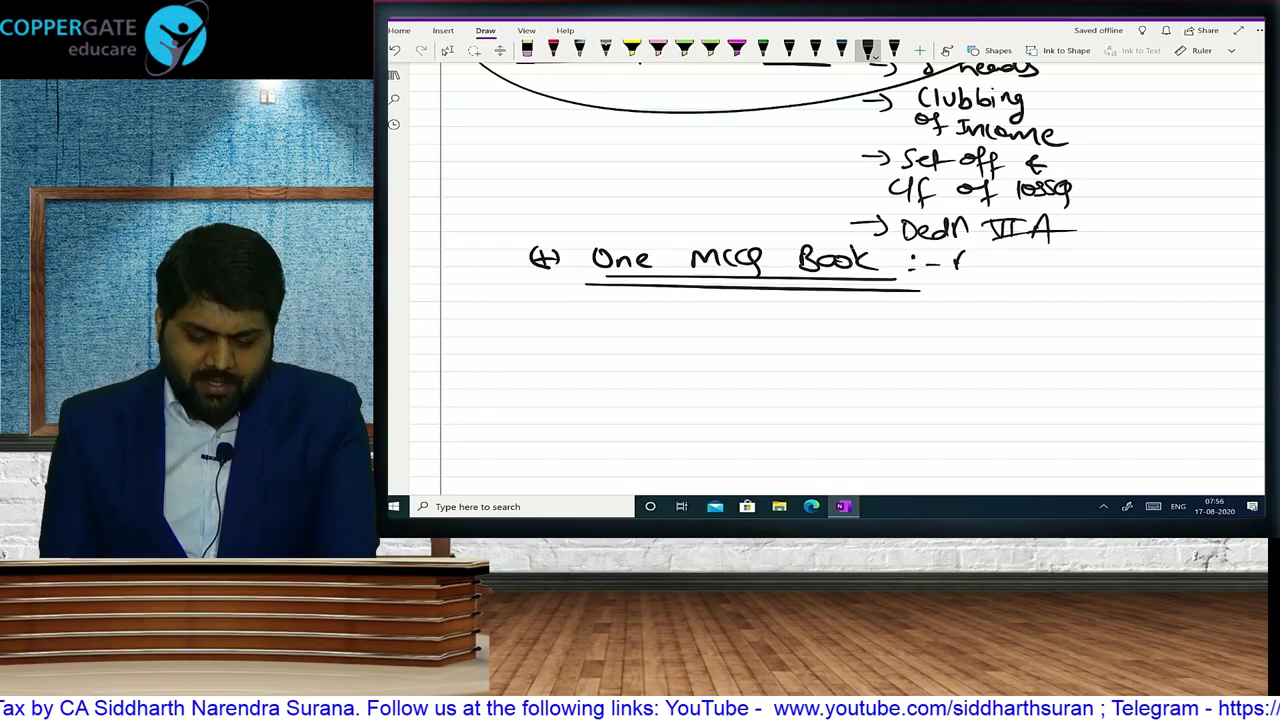 COPPERGATE
educare
Home Insert Draw View Help
Saved offline
Share
Shapes
Ink to Shape
Ink to Text
Ruler
→ 5 heads
→ Clubbing
of Income
→ Set off &
C/f of losses
→ Dedn VI A
(+) One MCQ Book :-
Type here to search
ENG
07:56
17-08-2020
Tax by CA Siddharth Narendra Surana. Follow us at the following links: YouTube - www.youtube.com/siddharthsuran ; Telegram - https:/